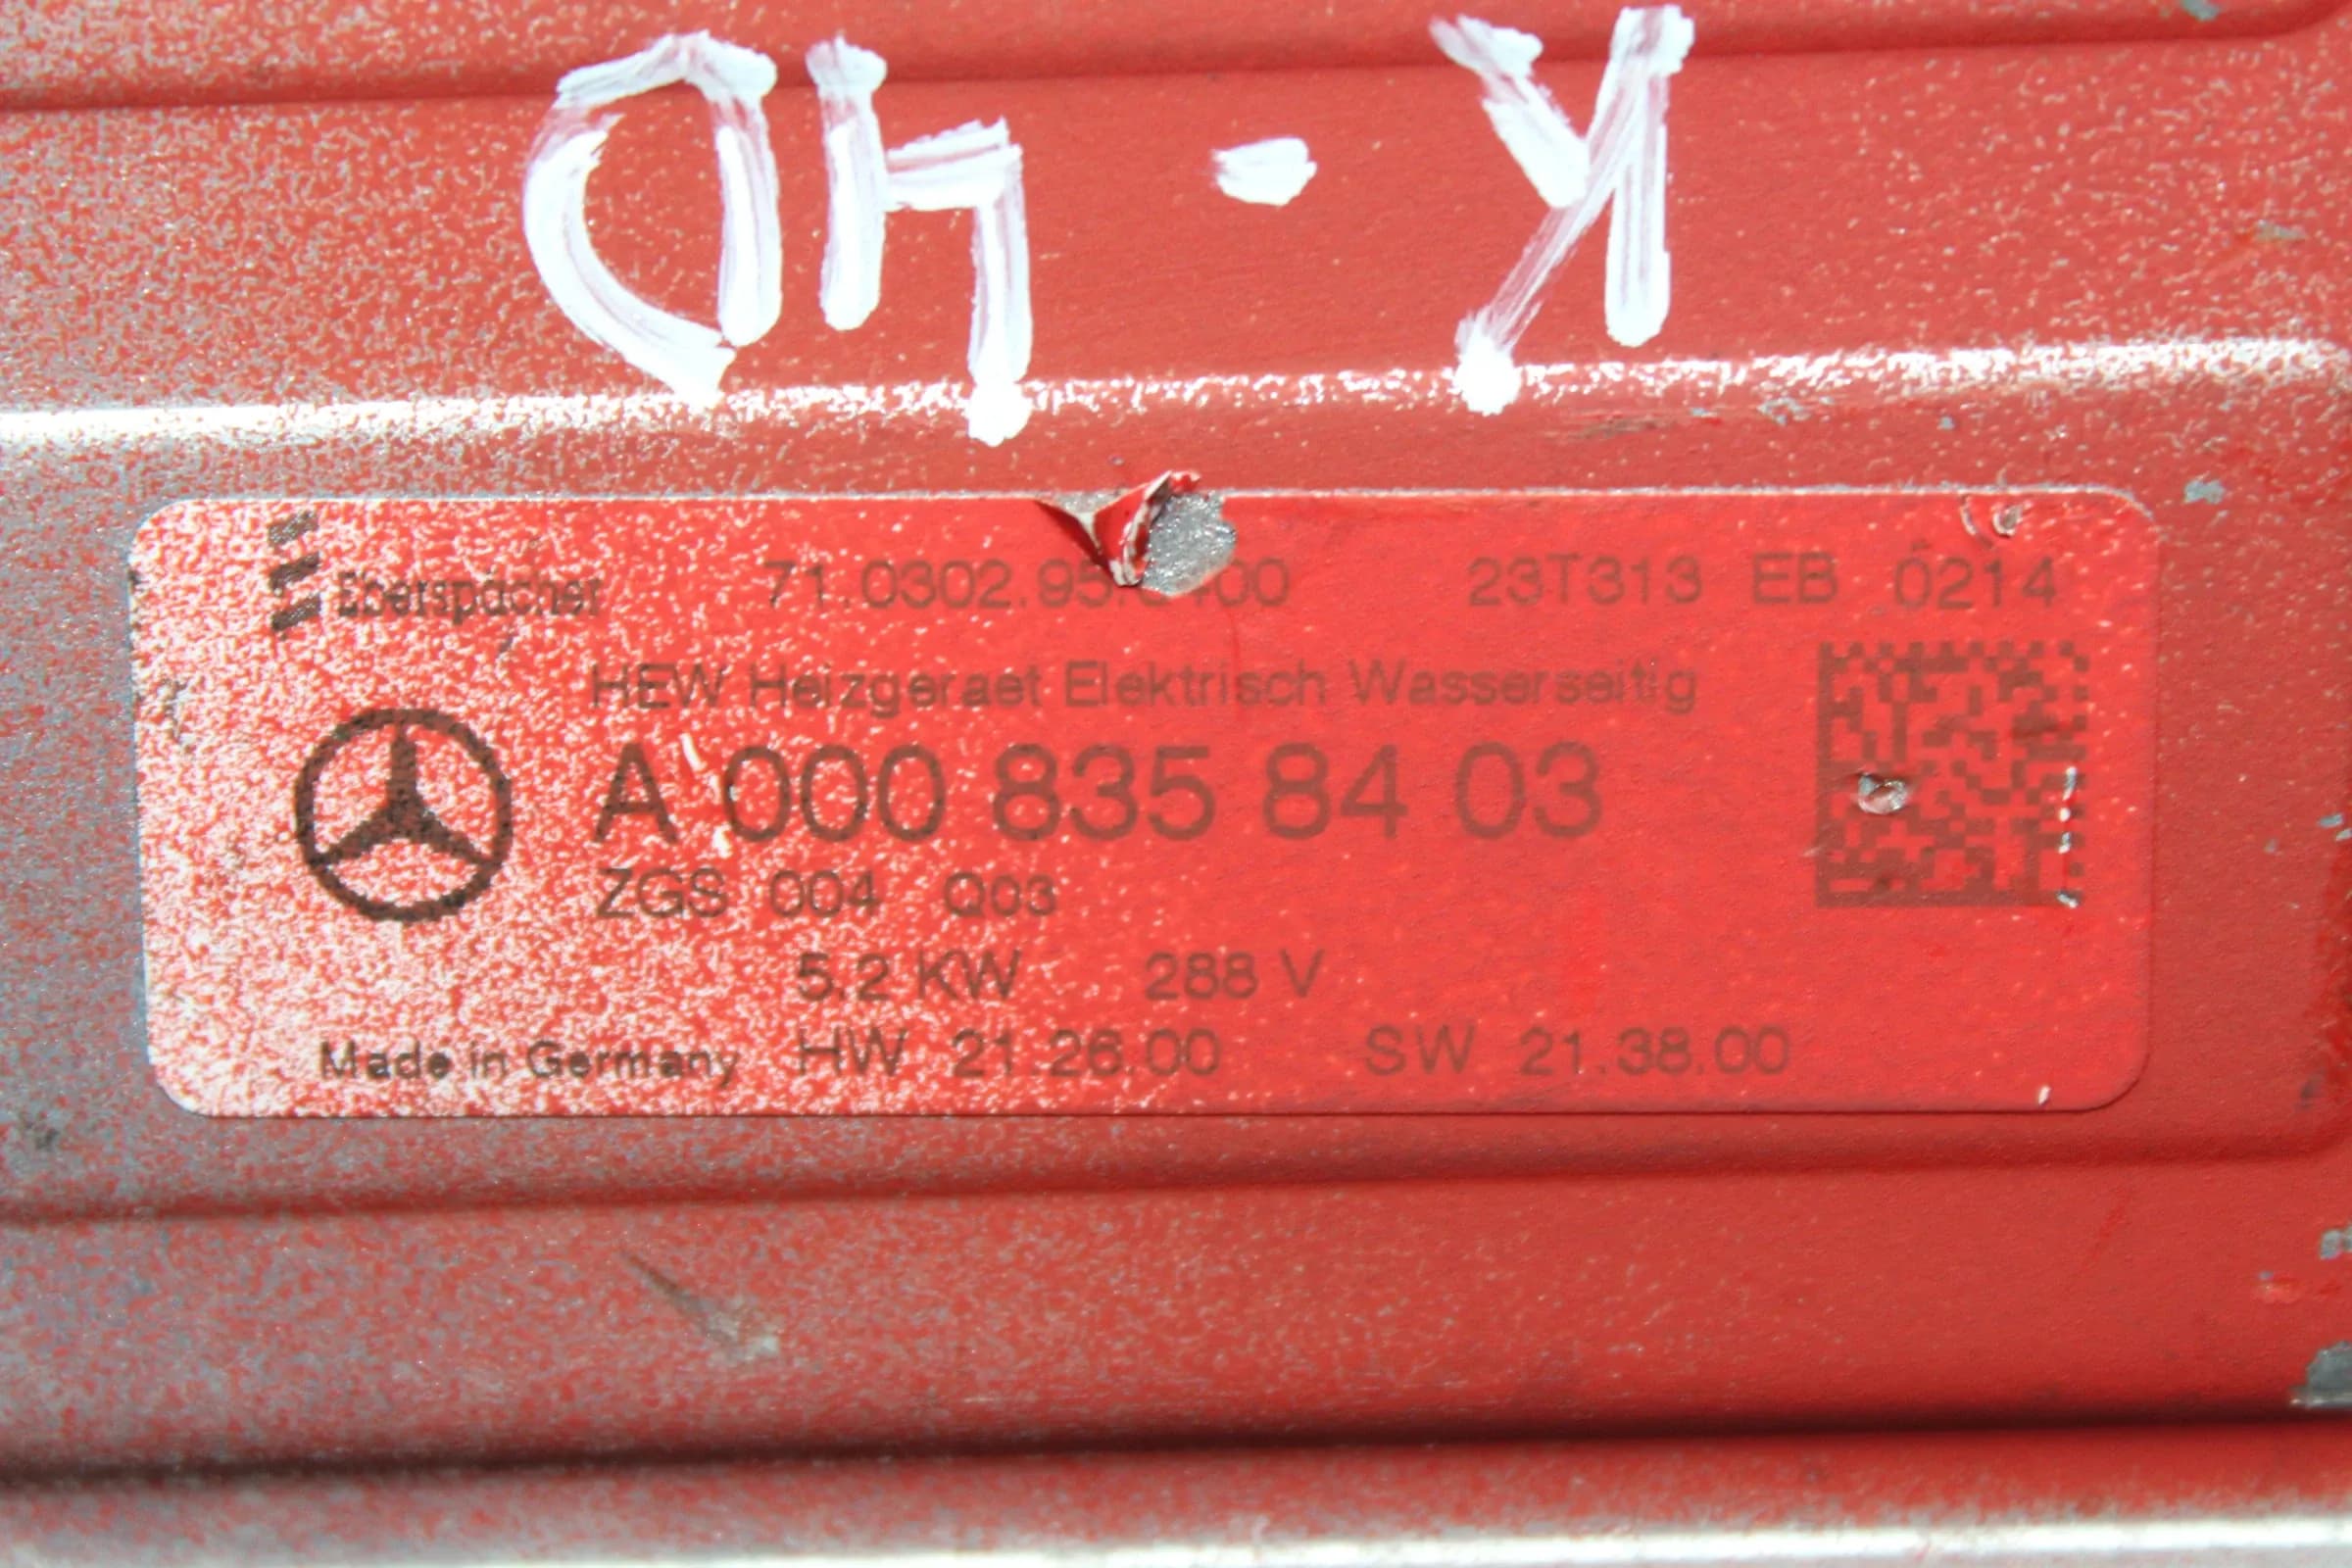 K - 4D
Eberspächer 23T313 EB 0214
HEW Heizgeraet Elektrisch Wasserseitig
A 000 835 84 03
ZGS 004 Q03
5.2 KW 288 V
Made in Germany HW 21.26.00 SW 21.38.00